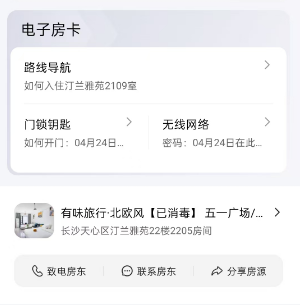 电子房卡
路线导航
如何入住汀兰雅苑2109室
门锁钥匙
无线网络
如何开门：04月24日...
密码：04月24日在此...
有味旅行·北欧风【已消毒】 五一广场/...
长沙天心区汀兰雅苑22楼2205房间
致电房东
联系房东
分享房源